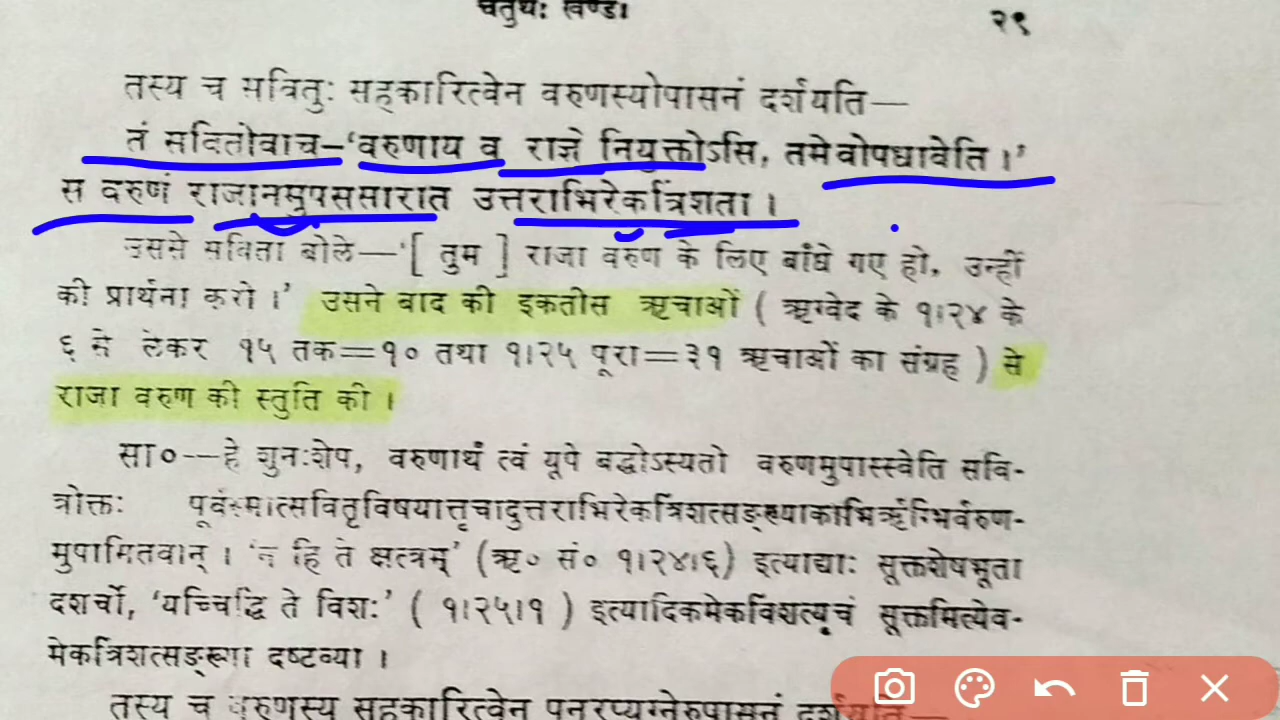 चतुर्थः खण्डः
२९
तस्य च सवितुः सहकारित्वेन वरुणस्योपासनं दर्शयति—
तं सवितोवाच–‘वरुणाय व राज्ञे नियुक्तोऽसि, तमेवोपधावेति ।’
स वरुणं राजानमुपससारात उत्तराभिरेकत्रिंशता ।
उससे सविता बोले—‘[ तुम ] राजा वरुण के लिए बाँधे गए हो, उन्हीं
की प्रार्थना करो ।’ उसने बाद की इकतीस ऋचाओं ( ऋग्वेद के १।२४ के
६ से लेकर १५ तक=१० तथा १।२५ पूरा=३१ ऋचाओं का संग्रह ) से
राजा वरुण की स्तुति की ।
सा०—हे शुनःशेप, वरुणार्थं त्वं यूपे बद्धोऽस्यतो वरुणमुपास्स्वेति सवि-
त्रोक्तः पूर्वस्मात्सवितृविषयात्तृचादुत्तराभिरेकत्रिंशत्सङ्ख्याकाभिर्ऋग्भिर्वरुण-
मुपासितवान् । ‘न हि ते क्षत्रम्’ (ऋ० सं० १।२४।६) इत्याद्याः सूक्तशेषभूता
दशर्चो, ‘यच्चिद्धि ते विशः’ ( १।२५।१ ) इत्यादिकमेकविंशत्यृचं सूक्तमित्येव-
मेकत्रिंशत्सङ्ख्या दष्टव्या ।
तस्य च वरुणस्य सहकारित्वेन पुनरप्यग्नेरुपासनं दर्शयति—